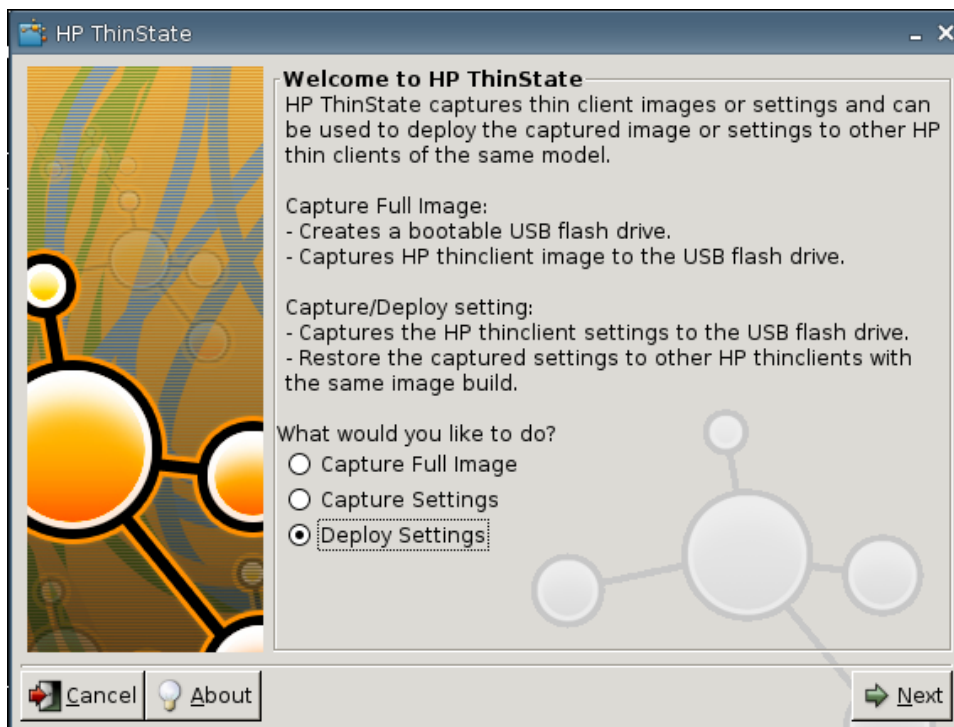 HP ThinState
Welcome to HP ThinState
HP ThinState captures thin client images or settings and can
be used to deploy the captured image or settings to other HP
thin clients of the same model.
Capture Full Image:
- Creates a bootable USB flash drive.
- Captures HP thinclient image to the USB flash drive.
Capture/Deploy setting:
- Captures the HP thinclient settings to the USB flash drive.
- Restore the captured settings to other HP thinclients with
the same image build.
What would you like to do?
Capture Full Image
Capture Settings
Deploy Settings
Cancel
About
Next